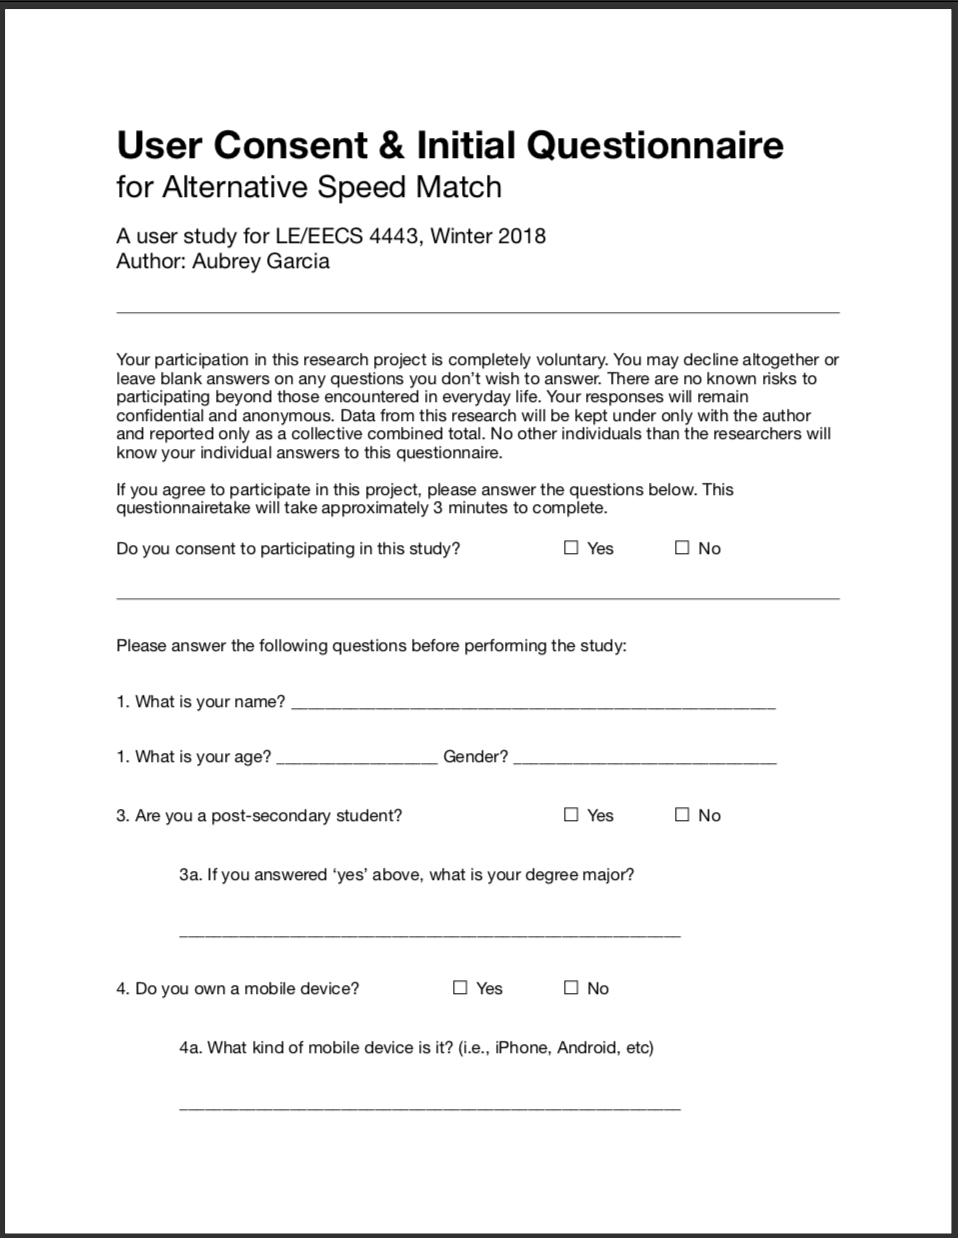 User Consent & Initial Questionnaire
for Alternative Speed Match
A user study for LE/EECS 4443, Winter 2018
Author: Aubrey Garcia
Your participation in this research project is completely voluntary. You may decline altogether or
leave blank answers on any questions you don’t wish to answer. There are no known risks to
participating beyond those encountered in everyday life. Your responses will remain
confidential and anonymous. Data from this research will be kept under only with the author
and reported only as a collective combined total. No other individuals than the researchers will
know your individual answers to this questionnaire.
If you agree to participate in this project, please answer the questions below. This
questionnairetake will take approximately 3 minutes to complete.
Do you consent to participating in this study? ☐ Yes ☐ No
Please answer the following questions before performing the study:
1. What is your name? ____________________
1. What is your age? ____________________ Gender? ____________________
3. Are you a post-secondary student? ☐ Yes ☐ No
3a. If you answered ‘yes’ above, what is your degree major?
4. Do you own a mobile device? ☐ Yes ☐ No
4a. What kind of mobile device is it? (i.e., iPhone, Android, etc)